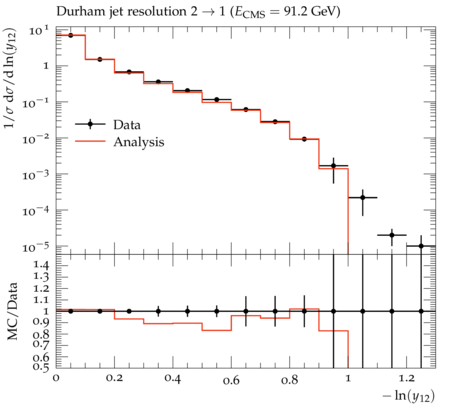 Durham jet resolution 2 → 1 (E_CMS = 91.2 GeV)
1/σ dσ/d ln(y_12)
10^1
1
10^−1
10^−2
10^−3
10^−4
10^−5
Data
Analysis
MC/Data
1.4
1.3
1.2
1.1
1
0.9
0.8
0.7
0.6
0.5
0 0.2 0.4 0.6 0.8 1 1.2
− ln(y_12)